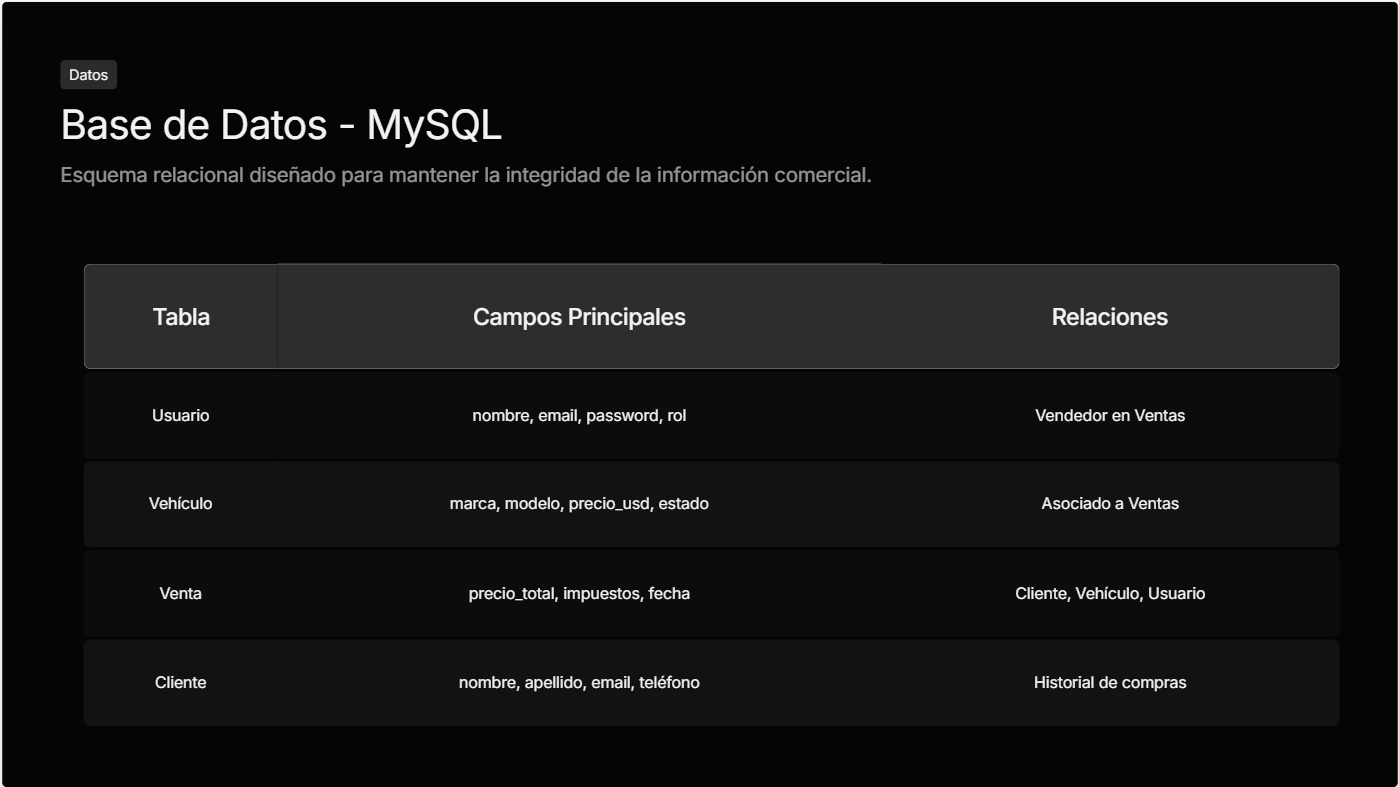 Datos
Base de Datos - MySQL
Esquema relacional diseñado para mantener la integridad de la información comercial.
Tabla Campos Principales Relaciones
Usuario nombre, email, password, rol Vendedor en Ventas
Vehículo marca, modelo, precio_usd, estado Asociado a Ventas
Venta precio_total, impuestos, fecha Cliente, Vehículo, Usuario
Cliente nombre, apellido, email, teléfono Historial de compras